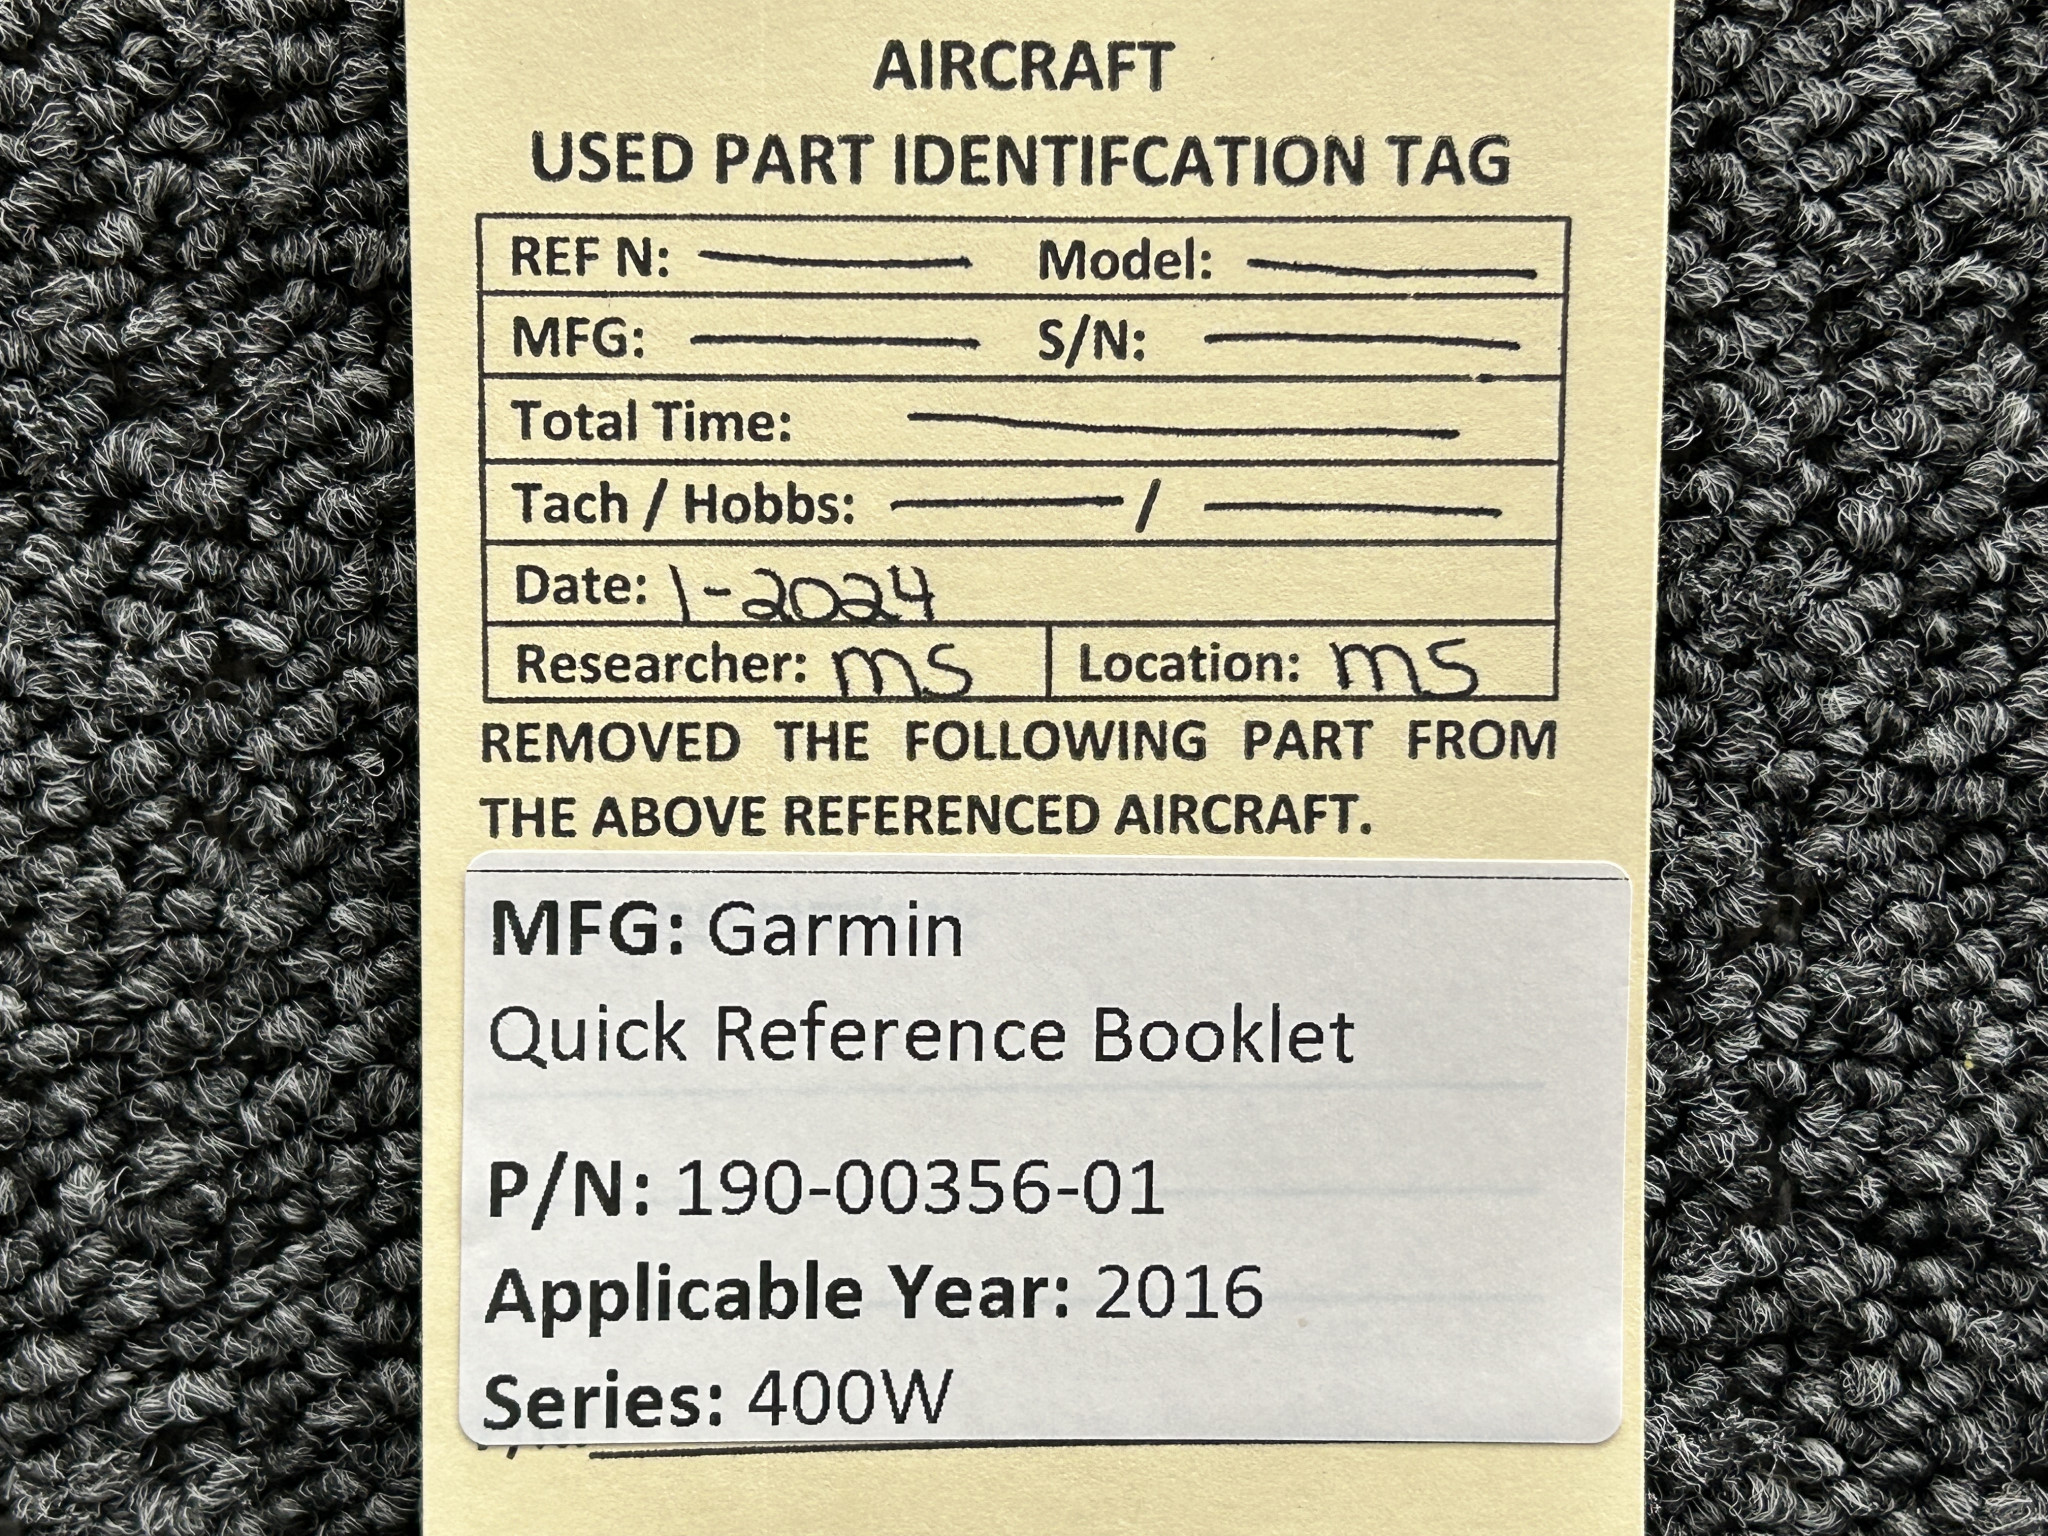 AIRCRAFT
USED PART IDENTIFCATION TAG
REF N: Model:
MFG: S/N:
Total Time:
Tach / Hobbs: /
Date: 1-2024
Researcher: MS Location: MS
REMOVED THE FOLLOWING PART FROM
THE ABOVE REFERENCED AIRCRAFT.
MFG: Garmin
Quick Reference Booklet
P/N: 190-00356-01
Applicable Year: 2016
Series: 400W